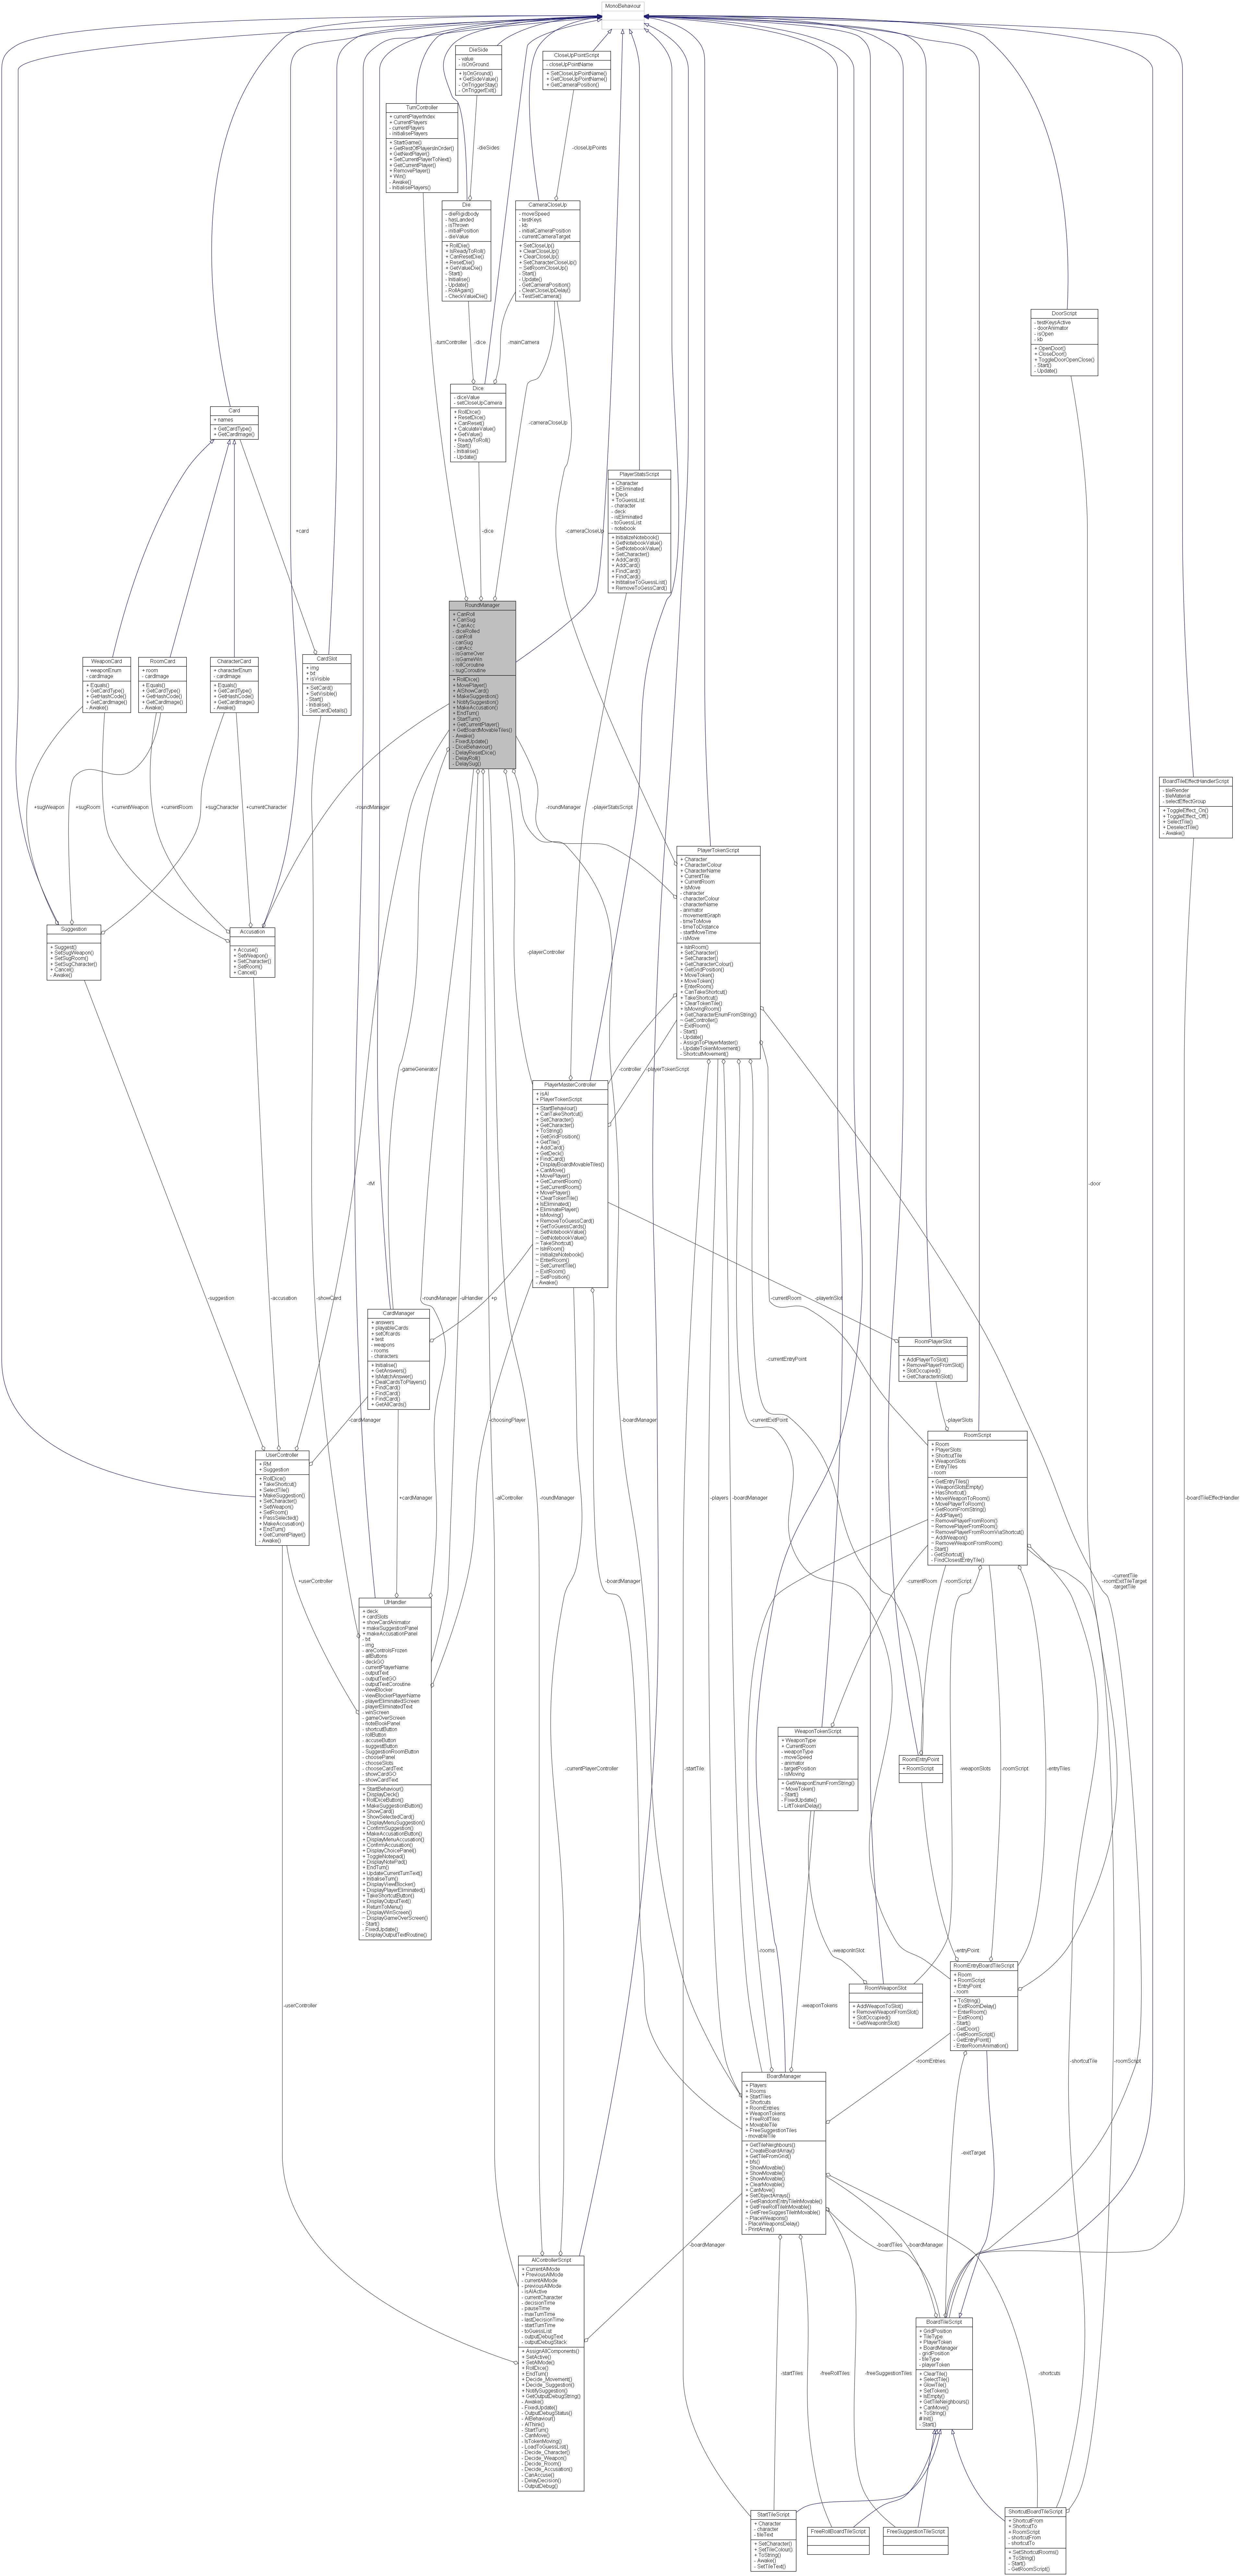 MonoBehaviour
DieSide
- value
- isOnGround
+ IsOnGround()
+ GetSideValue()
- OnTriggerStay()
- OnTriggerExit()
CloseUpPointScript
- closeUpPointName
+ SetCloseUpPointName()
+ GetCloseUpPointName()
+ GetCameraPosition()
TurnController
+ currentPlayerIndex
+ CurrentPlayers
- currentPlayers
- initialisePlayers
+ StartGame()
+ GetRestOfPlayersInOrder()
+ GetNextPlayer()
+ SetCurrentPlayerToNext()
+ GetCurrentPlayer()
+ RemovePlayer()
+ Win()
- Awake()
- InitialisePlayers()
-dieSides
-closeUpPoints
Die
- dieRigidbody
- hasLanded
- isThrown
- initialPosition
- dieValue
+ RollDie()
+ IsReadyToRoll()
+ CanResetDie()
+ ResetDie()
+ GetValueDie()
- Start()
- Initialise()
- Update()
- RollAgain()
- CheckValueDie()
CameraCloseUp
- moveSpeed
- testKeys
- kb
- initialCameraPosition
- currentCameraTarget
+ SetCloseUp()
+ ClearCloseUp()
+ ClearCloseUp()
+ SetCharacterCloseUp()
~ SetRoomCloseUp()
- Start()
- Update()
- GetCameraPosition()
- ClearCloseUpDelay()
- TestSetCamera()
DoorScript
- testKeysActive
- doorAnimator
- isOpen
- kb
+ OpenDoor()
+ CloseDoor()
+ ToggleDoorOpenClose()
- Start()
- Update()
-turnController
-dice
-mainCamera
Dice
- diceValue
- setCloseUpCamera
+ RollDice()
+ ResetDice()
+ CanReset()
+ CalculateValue()
+ GetValue()
+ ReadyToRoll()
- Start()
- Initialise()
- Update()
Card
+ names
+ GetCardType()
+ GetCardImage()
-cameraCloseUp
PlayerStatsScript
+ Character
+ IsEliminated
+ Deck
+ ToGuessList
- character
- deck
- isEliminated
- toGuessList
- notebook
+ InitializeNotebook()
+ GetNotebookValue()
+ SetNotebookValue()
+ SetCharacter()
+ AddCard()
+ AddCard()
+ FindCard()
+ FindCard()
+ InititaliseToGuessList()
+ RemoveToGessCard()
+card
-dice
-cameraCloseUp
RoundManager
+ CanRoll
+ CanSug
+ CanAcc
- diceRolled
- canRoll
- canSug
- canAcc
- isGameOver
- isGameWin
- rollCoroutine
- sugCoroutine
+ RollDice()
+ MovePlayer()
+ AIShowCard()
+ MakeSuggestion()
+ NotifySuggestion()
+ MakeAccusation()
+ EndTurn()
+ StartTurn()
+ GetCurrentPlayer()
+ GetBoardMovableTiles()
- Awake()
- FixedUpdate()
- DiceBehaviour()
- DelayResetDice()
- DelayRoll()
- DelaySug()
WeaponCard
+ weaponEnum
- cardImage
+ Equals()
+ GetCardType()
+ GetHashCode()
+ GetCardImage()
- Awake()
RoomCard
+ room
- cardImage
+ Equals()
+ GetCardType()
+ GetHashCode()
+ GetCardImage()
- Awake()
CharacterCard
+ characterEnum
- cardImage
+ Equals()
+ GetCardType()
+ GetHashCode()
+ GetCardImage()
- Awake()
CardSlot
+ img
+ txt
+ isVisible
+ SetCard()
+ SetVisible()
- Start()
- Initialise()
- SetCardDetails()
+sugWeapon
+sugRoom
+currentWeapon
+currentRoom
+sugCharacter
+currentCharacter
-roundManager
-roundManager
-playerStatsScript
BoardTileEffectHandlerScript
- tileRender
- tileMaterial
- selectEffectGroup
+ ToggleEffect_On()
+ ToggleEffect_Off()
+ SelectTile()
+ DeselectTile()
- Awake()
PlayerTokenScript
+ Character
+ CharacterColour
+ CharacterName
+ CurrentTile
+ CurrentRoom
+ IsMove
- character
- characterColour
- characterName
- animator
- movementGraph
- timeToMove
- timeToDistance
- startMoveTime
- isMove
+ IsInRoom()
+ SetCharacter()
+ SetCharacter()
+ GetCharacterColour()
+ GetGridPosition()
+ MoveToken()
+ MoveToken()
+ EnterRoom()
+ CanTakeShortcut()
+ TakeShortcut()
+ ClearTokenTile()
+ IsMovingRoom()
+ GetCharacterEnumFromString()
~ GetController()
~ ExitRoom()
- Start()
- Update()
- AssignToPlayerMaster()
- UpdateTokenMovement()
- ShortcutMovement()
Suggestion
+ Suggest()
+ SetSugWeapon()
+ SetSugRoom()
+ SetSugCharacter()
+ Cancel()
- Awake()
Accusation
+ Accuse()
+ SetWeapon()
+ SetCharacter()
+ SetRoom()
+ Cancel()
-playerController
-gameGenerator
-controller
-playerTokenScript
PlayerMasterController
+ isAI
+ PlayerTokenScript
+ StartBehaviour()
+ CanTakeShortcut()
+ SetCharacter()
+ GetCharacter()
+ ToString()
+ GetGridPosition()
+ GetTile()
+ AddCard()
+ GetDeck()
+ FindCard()
+ DisplayBoardMovableTiles()
+ CanMove()
+ MovePlayer()
+ GetCurrentRoom()
+ SetCurrentRoom()
+ MovePlayer()
+ ClearTokenTile()
+ IsEliminated()
+ EliminatePlayer()
+ IsMoving()
+ RemoveToGuessCard()
+ GetToGuessCards()
~ SetNotebookValue()
~ GetNotebookValue()
~ TakeShortcut()
~ IsInRoom()
~ InitializeNotebook()
~ EnterRoom()
~ SetCurrentTile()
~ ExitRoom()
~ SetPosition()
- Awake()
-rM
-door
-suggestion
-accusation
-showCard
-roundManager
-uiHandler
+p
-boardManager
-playerInSlot
-currentRoom
CardManager
+ answers
+ playableCards
+ setOfcards
+ test
- weapons
- rooms
- characters
+ Initialise()
+ GetAnswers()
+ IsMatchAnswer()
+ DealCardsToPlayers()
+ FindCard()
+ FindCard()
+ FindCard()
+ GetAllCards()
RoomPlayerSlot
+ AddPlayerToSlot()
+ RemovePlayerFromSlot()
+ SlotOccupied()
+ GetCharacterInSlot()
-currentEntryPoint
-cardManager
-choosingPlayer
-boardManager
-currentExitPoint
-playerSlots
RoomScript
+ Room
+ PlayerSlots
+ ShortcutTile
+ WeaponSlots
+ EntryTiles
- room
+ GetEntryTiles()
+ WeaponSlotsEmpty()
+ HasShortcut()
+ MoveWeaponToRoom()
+ MovePlayerToRoom()
+ GetRoomFromString()
~ AddPlayer()
~ RemovePlayerFromRoom()
~ RemovePlayerFromRoom()
~ RemovePlayerFromRoomViaShortcut()
~ AddWeapon()
~ RemoveWeaponFromRoom()
- Start()
- GetShortcut()
- FindClosestEntryTile()
UserController
+ RM
+ Suggestion
+ RollDice()
+ TakeShortcut()
+ SelectTile()
+ MakeSuggestion()
+ SetCharacter()
+ SetWeapon()
+ SetRoom()
+ PassSelected()
+ MakeAccusation()
+ EndTurn()
+ GetCurrentPlayer()
- Awake()
+cardManager
-aiController
-roundManager
-players
-boardManager
-boardTileEffectHandler
+userController
-boardManager
-currentRoom
-roomScript
-currentTile
-roomExitTileTarget
-targetTile
UIHandler
+ deck
+ cardSlots
+ showCardAnimator
+ makeSuggestionPanel
+ makeAccusationPanel
- txt
- img
- areControlsFrozen
- allButtons
- deckGO
- currentPlayerName
- outputText
- outputTextGO
- outputTextCoroutine
- viewBlocker
- viewBlockerPlayerName
- playerEliminatedScreen
- playerEliminatedText
- winScreen
- gameOverScreen
- noteBookPanel
- shortcutButton
- rollButton
- accuseButton
- suggestButton
- SuggestionRoomButton
- choosePanel
- chooseSlots
- chooseCardText
- showCardGO
- showCardText
+ StartBehaviour()
+ DisplayDeck()
+ RollDiceButton()
+ MakeSuggestionButton()
+ ShowCard()
+ ShowSelectedCard()
+ DisplayMenuSuggestion()
+ ConfirmSuggestion()
+ MakeAccusationButton()
+ DisplayMenuAccusation()
+ ConfirmAccusation()
+ DisplayChoicePanel()
+ ToggleNotepad()
+ DisplayNotePad()
+ EndTurn()
+ UpdateCurrentTurnText()
+ InitialiseTurn()
+ DisplayViewBlocker()
+ DisplayPlayerEliminated()
+ TakeShortcutButton()
+ DisplayOutputText()
+ ReturnToMenu()
~ DisplayWinScreen()
~ DisplayGameOverScreen()
- Start()
- FixedUpdate()
- DisplayOutputTextRoutine()
WeaponTokenScript
+ WeaponType
+ CurrentRoom
- weaponType
- moveSpeed
- animator
- targetPosition
- isMoving
+ GetWeaponEnumFromString()
~ MoveToken()
- Start()
- FixedUpdate()
- LiftTokenDelay()
RoomEntryPoint
+ RoomScript
-currentPlayerController
-startTile
-weaponSlots
-roomScript
-entryTiles
-weaponInSlot
-entryPoint
-rooms
RoomEntryBoardTileScript
+ Room
+ RoomScript
+ EntryPoint
- room
+ ToString()
+ ExitRoomDelay()
~ EnterRoom()
~ ExitRoom()
- Start()
- GetDoor()
- GetRoomScript()
- GetEntryPoint()
- EnterRoomAnimation()
RoomWeaponSlot
+ AddWeaponToSlot()
+ RemoveWeaponFromSlot()
+ SlotOccupied()
+ GetWeaponInSlot()
-userController
-weaponTokens
-roomEntries
-shortcutTile
-roomScript
BoardManager
+ Players
+ Rooms
+ StartTiles
+ Shortcuts
+ RoomEntries
+ WeaponTokens
+ FreeRollTiles
+ MovableTile
+ FreeSuggestionTiles
- movableTile
+ GetTileNeighbours()
+ CreateBoardArray()
+ GetTileFromGrid()
+ bfs()
+ ShowMovable()
+ ShowMovable()
+ ShowMovable()
+ ClearMovable()
+ CanMove()
+ SetObjectArrays()
+ GetRandomEntryTileInMovable()
+ GetFreeRollTileInMovable()
+ GetFreeSuggesTileInMovable()
~ PlaceWeapons()
- PlaceWeaponsDelay()
- PrintArray()
-exitTarget
-boardManager
-boardTiles
-boardManager
AIControllerScript
+ CurrentAIMode
+ PreviousAIMode
- currentAIMode
- previousAIMode
- isAIActive
- currentCharacter
- decisionTime
- pauseTime
- maxTurnTime
- lastDecisionTime
- startTurnTime
- toGuessList
- outputDebugText
- outputDebugStack
+ AssignAllComponents()
+ SetActive()
+ SetAIMode()
+ RollDice()
+ EndTurn()
+ Decide_Movement()
+ Decide_Suggestion()
+ NotifySuggestion()
+ GetOutputDebugString()
- Awake()
- FixedUpdate()
- OutputDebugStatus()
- AIBehaviour()
- AIThink()
- StartTurn()
- CanMove()
- IsTokenMoving()
- LoadToGuessList()
- Decide_Character()
- Decide_Weapon()
- Decide_Room()
- Decide_Accusation()
- CanAccuse()
- DelayDecision()
- OutputDebug()
-startTiles
-freeRollTiles
-freeSuggestionTiles
-shortcuts
BoardTileScript
+ GridPosition
+ TileType
+ PlayerToken
+ BoardManager
- gridPosition
- tileType
- playerToken
+ ClearTile()
+ SelectTile()
+ GlowTile()
+ SetToken()
+ IsEmpty()
+ GetTileNeighbours()
+ CanMove()
+ ToString()
# Init()
- Start()
StartTileScript
+ Character
- character
- tileText
+ SetCharacter()
+ SetTileColour()
+ ToString()
- Awake()
- SetTileText()
FreeRollBoardTileScript
FreeSuggestionTileScript
ShortcutBoardTileScript
+ ShortcutFrom
+ ShortcutTo
+ RoomScript
- shortcutFrom
- shortcutTo
+ SetShortcutRooms()
+ ToString()
- Start()
- GetRoomScript()